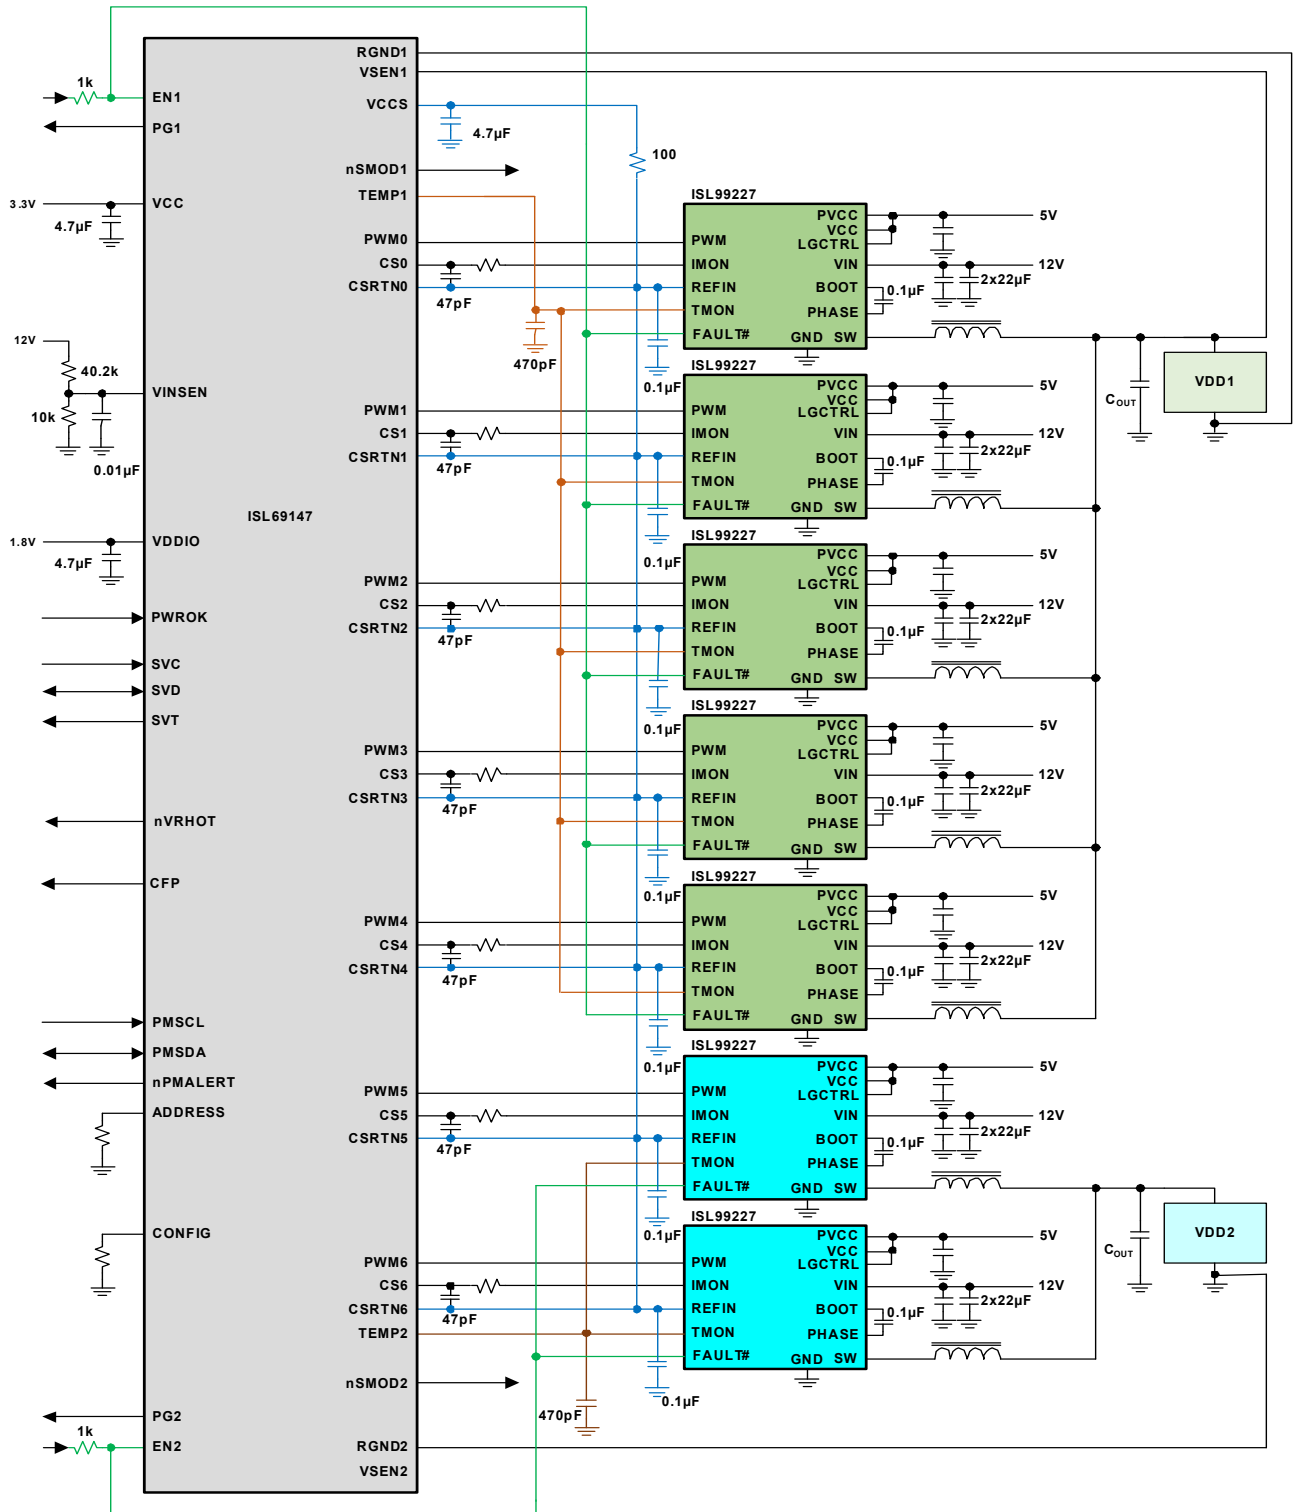 RGND1
VSEN1
1k
EN1
VCCS
PG1
4.7µF
100
nSMOD1
ISL99227
TEMP1
3.3V
VCC
4.7µF
PVCC
5V
VCC
PWM0
PWM
LGCTRL
CS0
IMON
VIN
12V
CSRTN0
REFIN
BOOT
0.1µF
2x22µF
47pF
TMON
PHASE
FAULT#
GND SW
12V
470pF
ISL99227
40.2k
0.1µF
VDD1
VINSEN
PVCC
5V
VCC
C_OUT
10k
PWM1
PWM
LGCTRL
CS1
IMON
VIN
12V
CSRTN1
REFIN
BOOT
0.1µF
2x22µF
0.01µF
47pF
TMON
PHASE
FAULT#
GND SW
ISL69147
ISL99227
1.8V
VDDIO
0.1µF
PVCC
5V
4.7µF
VCC
PWM2
PWM
LGCTRL
CS2
IMON
VIN
12V
PWROK
CSRTN2
REFIN
BOOT
0.1µF
2x22µF
47pF
TMON
PHASE
SVC
FAULT#
GND SW
SVD
0.1µF
ISL99227
SVT
PVCC
5V
VCC
PWM3
PWM
LGCTRL
CS3
IMON
VIN
12V
CSRTN3
REFIN
BOOT
0.1µF
2x22µF
47pF
nVRHOT
TMON
PHASE
FAULT#
GND SW
ISL99227
CFP
0.1µF
PVCC
5V
VCC
PWM4
PWM
LGCTRL
CS4
IMON
VIN
12V
CSRTN4
REFIN
BOOT
0.1µF
2x22µF
47pF
TMON
PHASE
PMSCL
FAULT#
GND SW
PMSDA
ISL99227
0.1µF
PVCC
5V
nPMALERT
VCC
PWM5
PWM
LGCTRL
ADDRESS
CS5
IMON
VIN
12V
CSRTN5
REFIN
BOOT
0.1µF
2x22µF
47pF
TMON
PHASE
FAULT#
GND SW
ISL99227
CONFIG
0.1µF
PVCC
5V
VDD2
VCC
C_OUT
PWM6
PWM
LGCTRL
CS6
IMON
VIN
12V
CSRTN6
REFIN
BOOT
0.1µF
2x22µF
47pF
TEMP2
TMON
PHASE
FAULT#
GND SW
nSMOD2
0.1µF
PG2
470pF
1k
EN2
RGND2
VSEN2